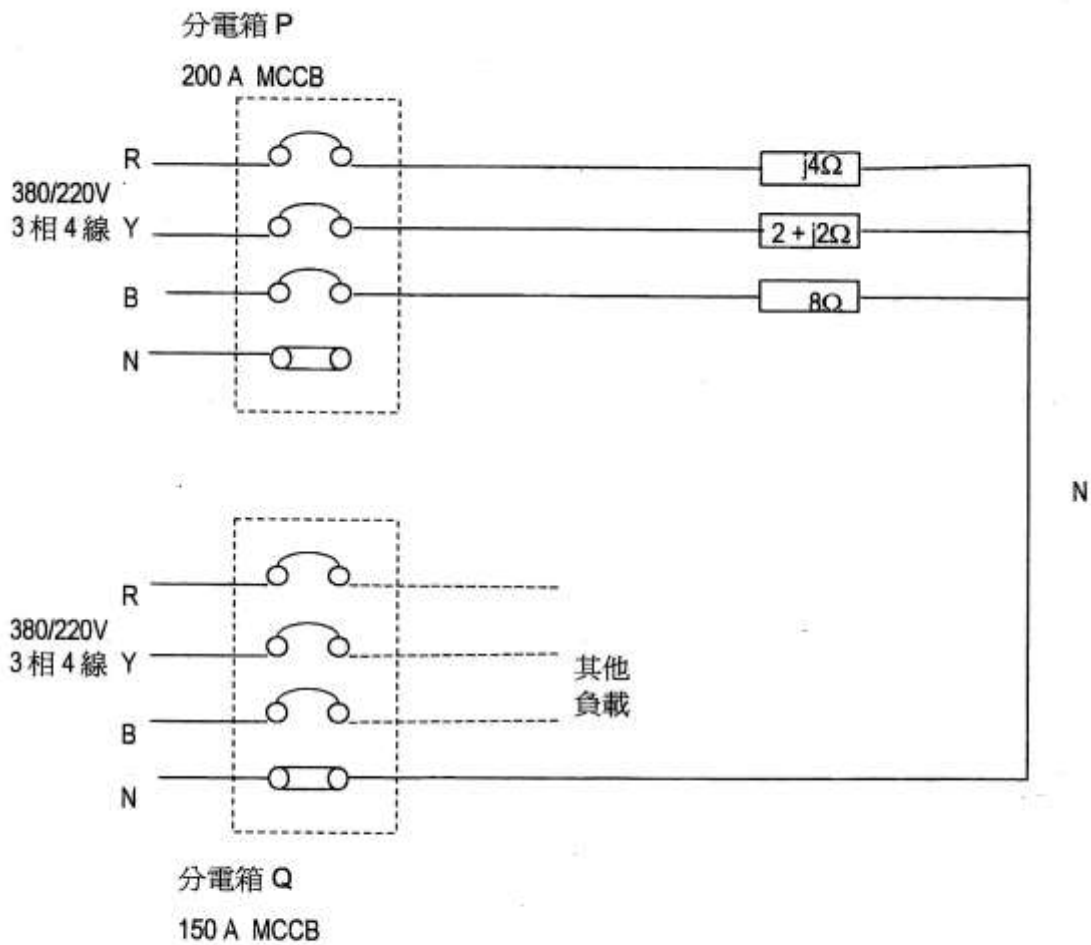 分電箱 P
200 A MCCB
R
j4Ω
380/220V
3 相 4 線 Y
2 + j2Ω
B
8Ω
N
N
R
380/220V
3 相 4 線 Y
其他
負載
B
N
分電箱 Q
150 A MCCB